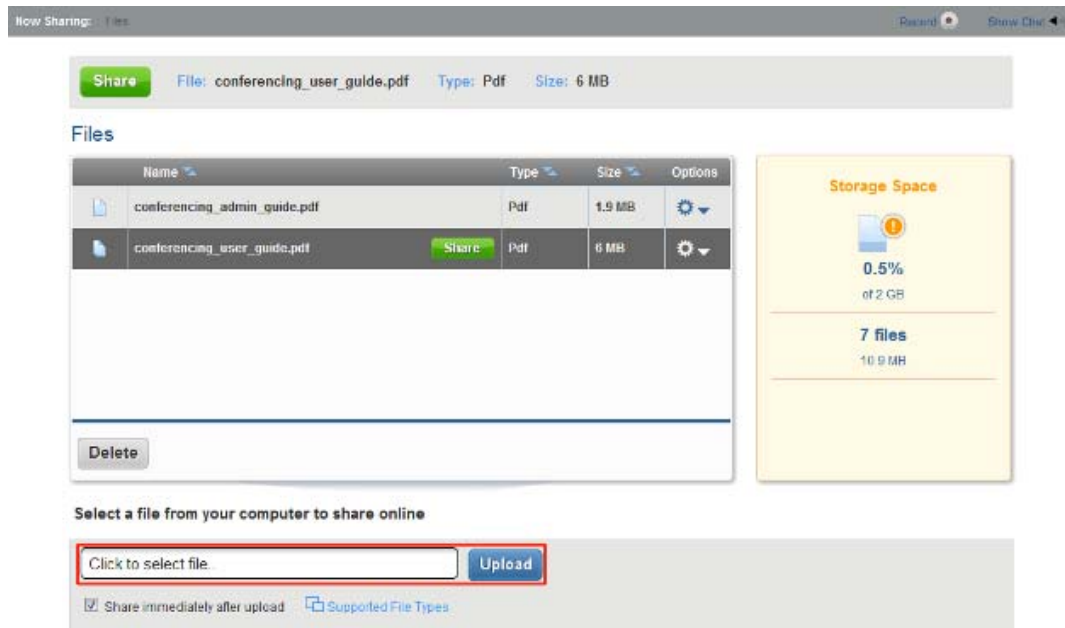 Now Sharing: Files Record Show Chat
Share File: conferencing_user_guide.pdf Type: Pdf Size: 6 MB
Files
Name Type Size Options
conferencing_admin_guide.pdf Pdf 1.9 MB
conferencing_user_guide.pdf Share Pdf 6 MB
Storage Space
0.5%
of 2 GB
7 files
10.9 MB
Delete
Select a file from your computer to share online
Click to select file... Upload
Share immediately after upload Supported File Types